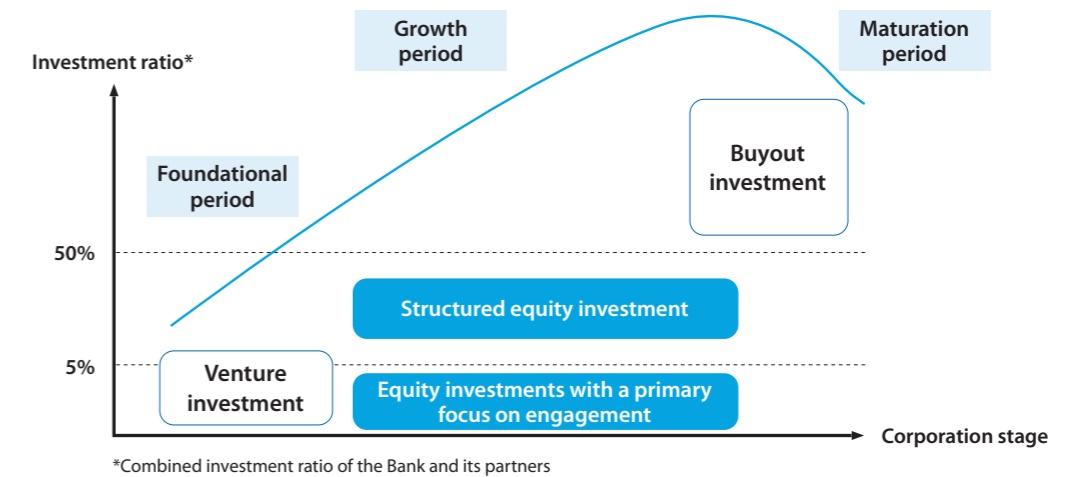 Growth
period
Maturation
period
Investment ratio*
Foundational
period
Buyout
investment
50%
Structured equity investment
5%
Venture
investment
Equity investments with a primary
focus on engagement
Corporation stage
*Combined investment ratio of the Bank and its partners